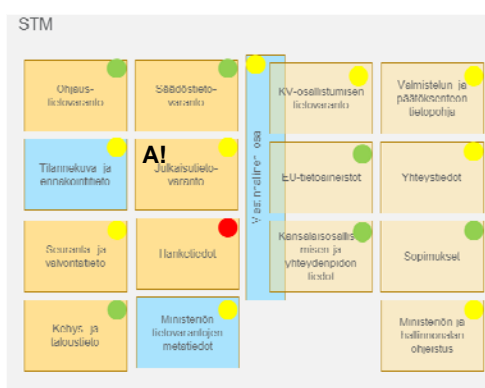 STM
Ohjaus-
tietovaranto
Säädöstieto-
varanto
KV-osallistumisen
tietovaranto
Valmistelun ja
päätöksenteon
tietopohja
Tilannekuva ja
ennakointitieto
A!
Julkaisutieto-
varanto
osa
EU-tietoaineistot
Yhteystiedot
Seuranta ja
valvontatieto
Hanketiedot
Kansalaisosallis
misen ja
yhteydenpidon
tiedot
Sopimukset
Kehys ja
taloustieto
Ministeriön
tietovarantojen
metatiedot
Ministeriön ja
hallinnonalan
ohjeistus